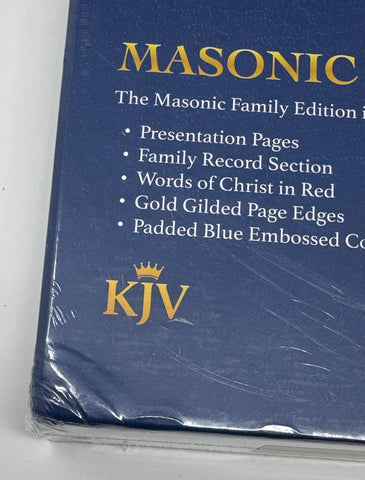 MASONIC
The Masonic Family Edition i
• Presentation Pages
• Family Record Section
• Words of Christ in Red
• Gold Gilded Page Edges
• Padded Blue Embossed Co
KJV